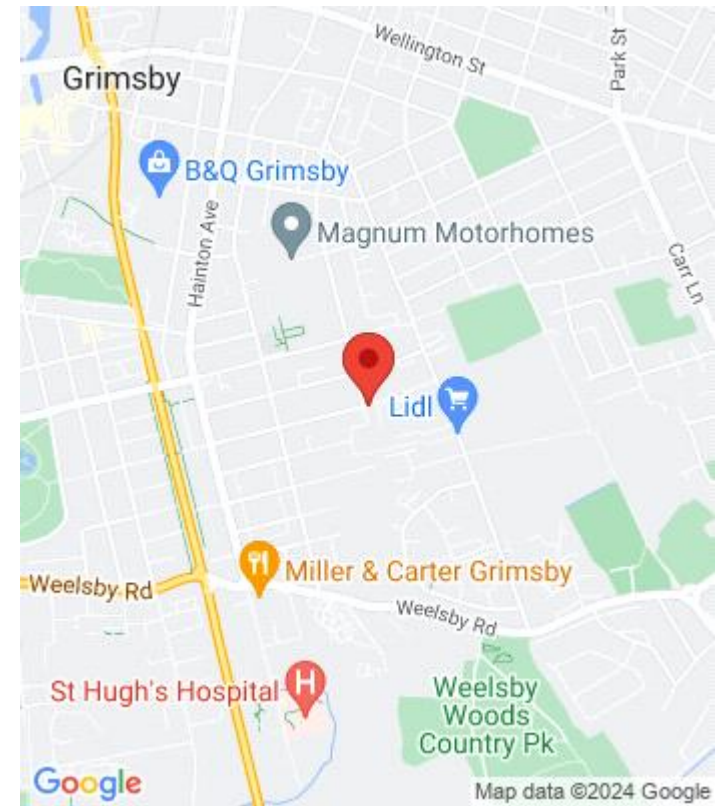 Wellington St
Park St
Grimsby
B&Q Grimsby
Hainton Ave
Magnum Motorhomes
Carr Ln
Lidl
Miller & Carter Grimsby
Weelsby Rd
Weelsby Rd
St Hugh's Hospital
H
Weelsby
Woods
Country Pk
Google
Map data ©2024 Google